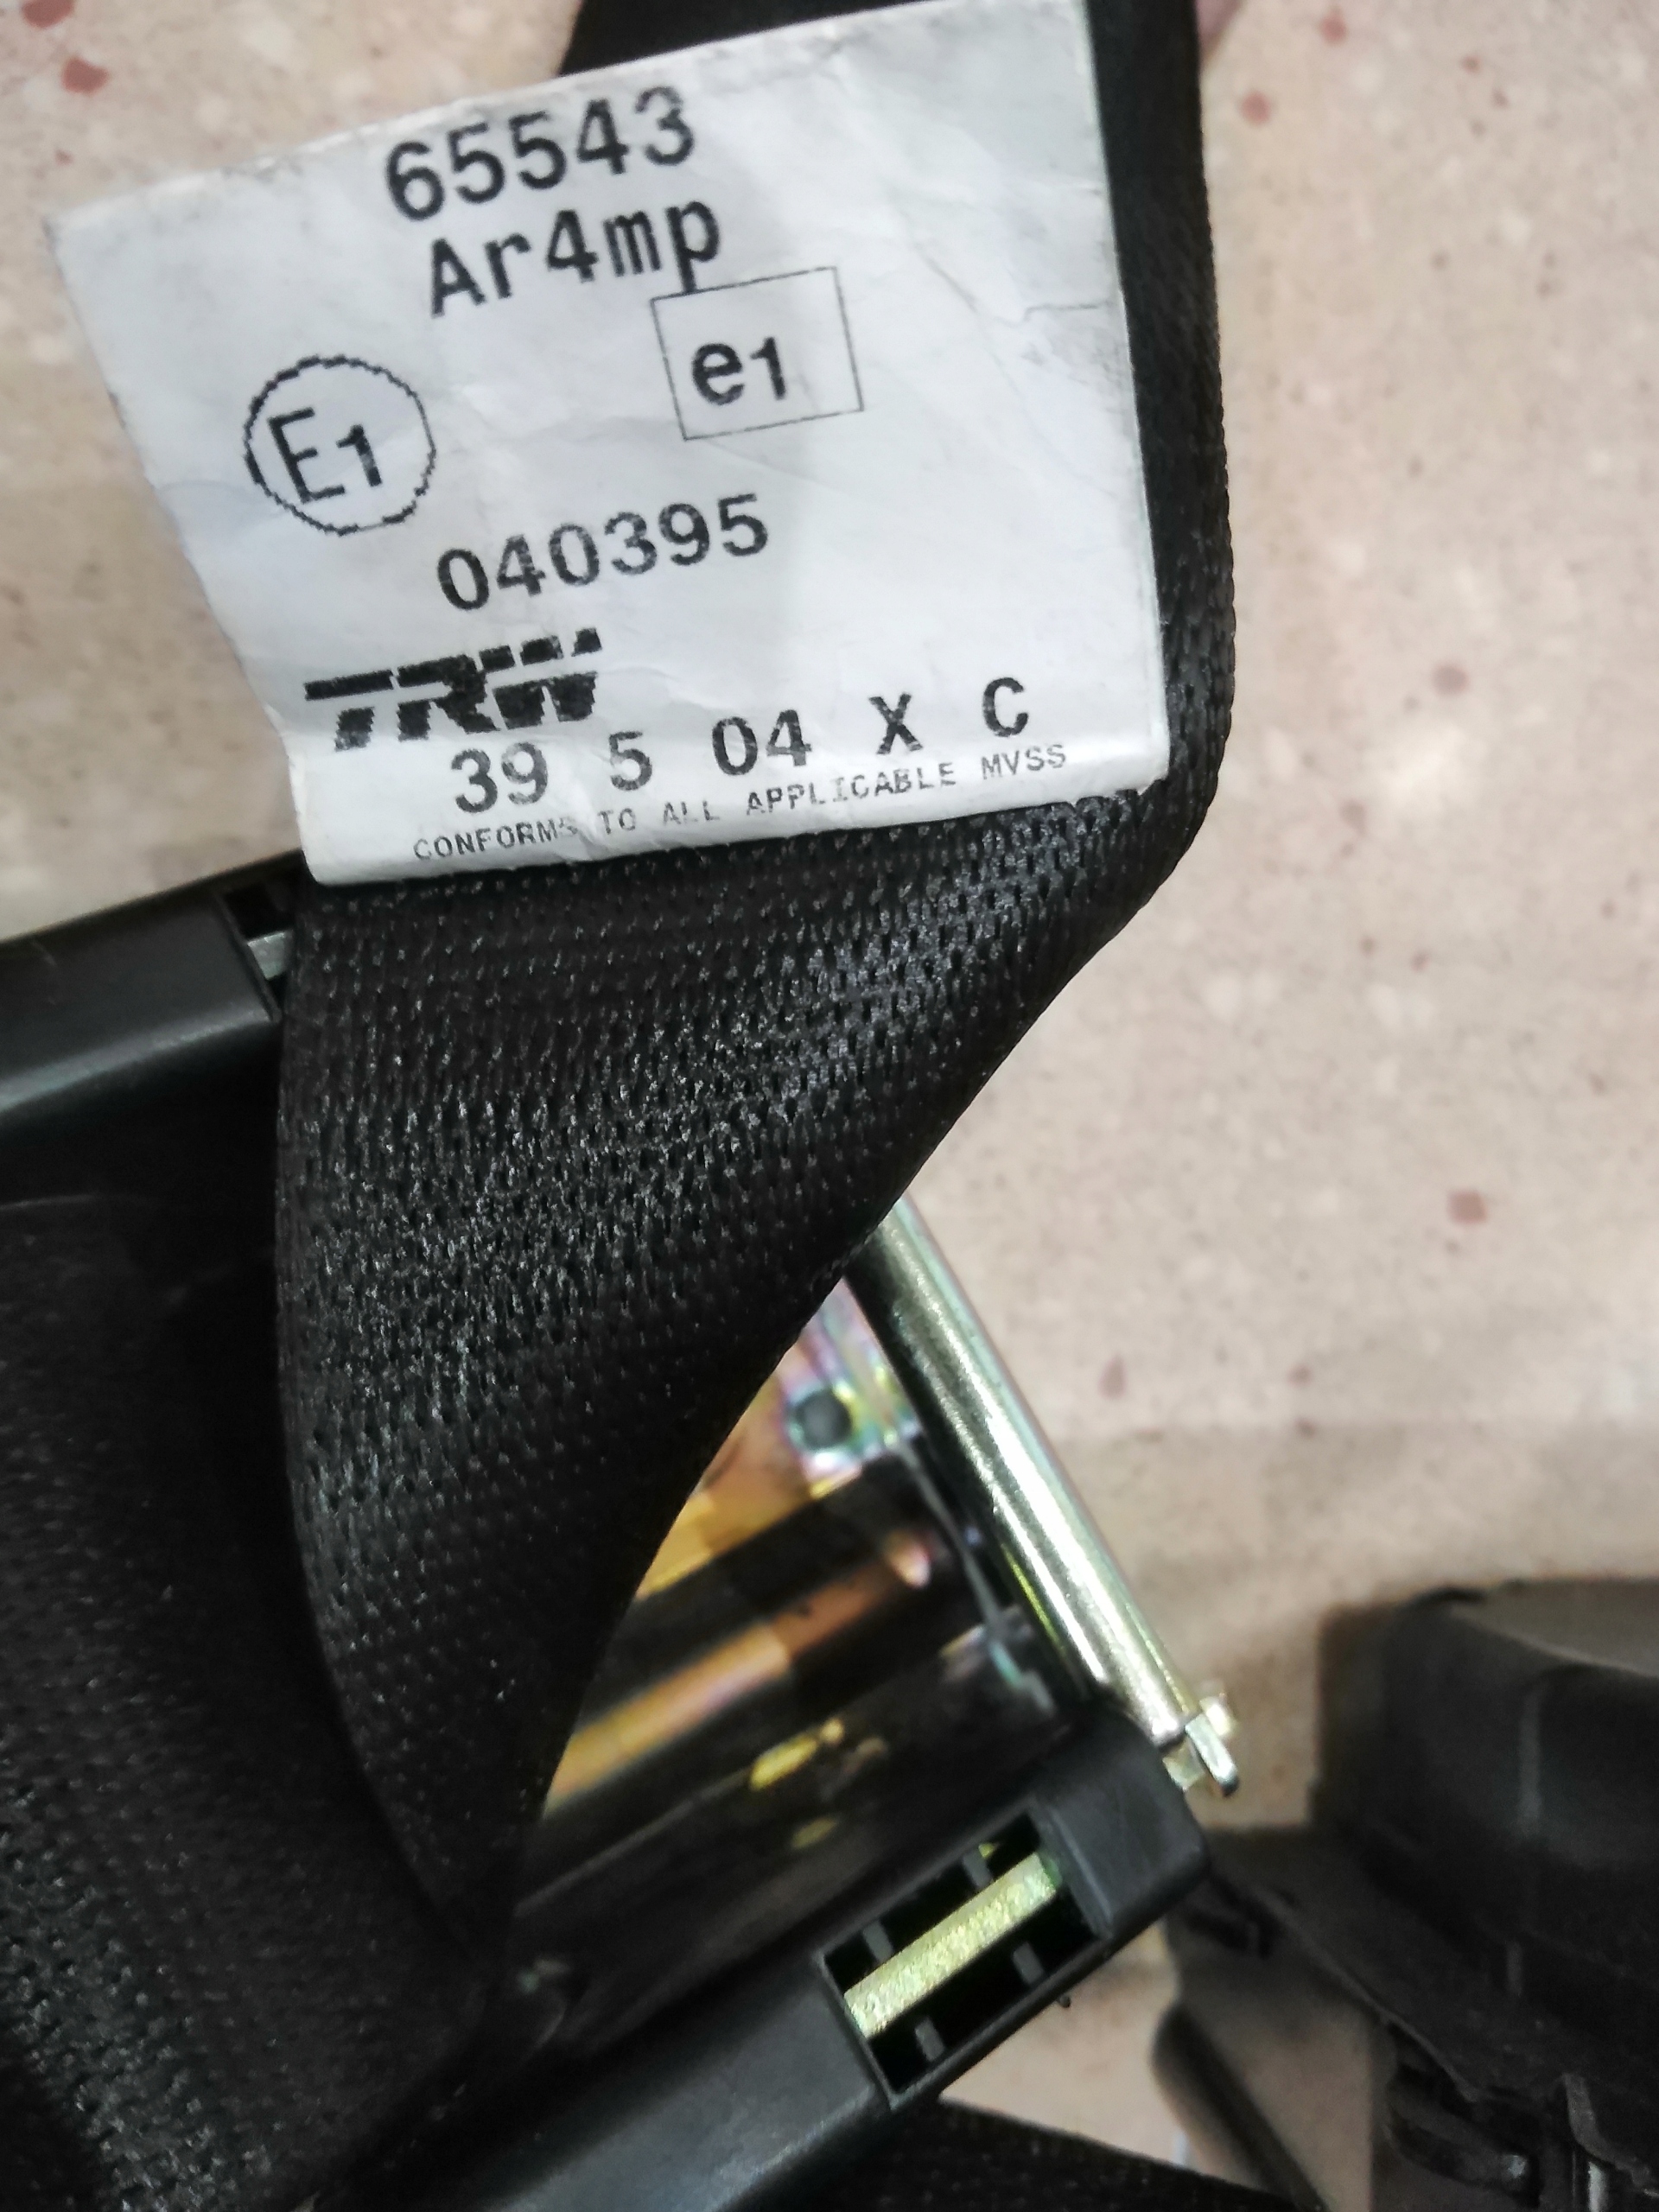 65543
Ar4mp
e1
E1
040395
TRW
39 5 04 X C
CONFORMS TO ALL APPLICABLE MVSS